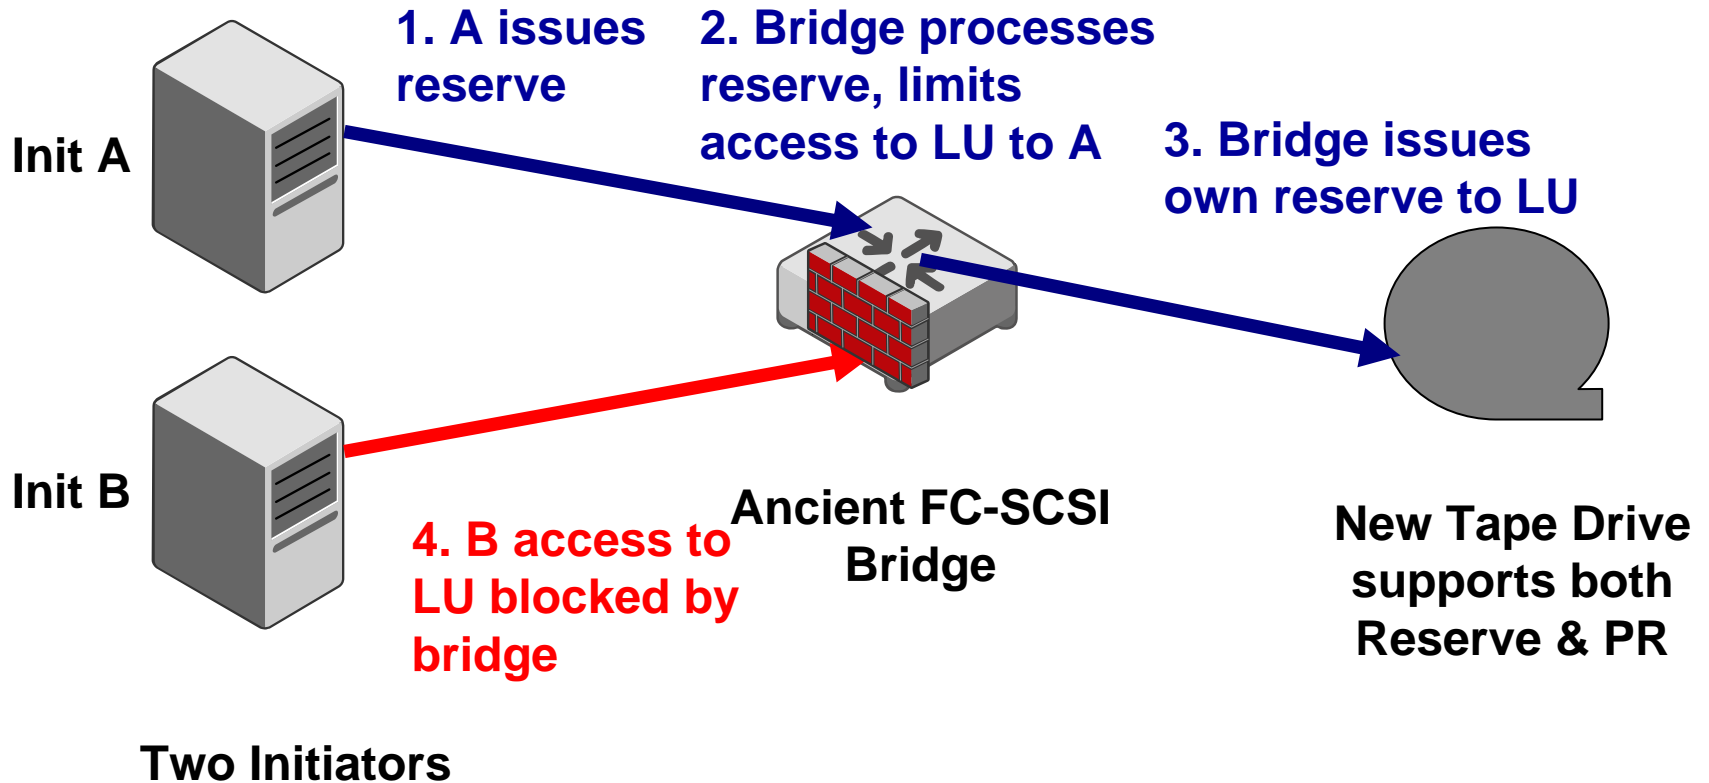 1. A issues
reserve
2. Bridge processes
reserve, limits
access to LU to A
3. Bridge issues
own reserve to LU
Init A
Init B
4. B access to
LU blocked by
bridge
Ancient FC-SCSI
Bridge
New Tape Drive
supports both
Reserve & PR
Two Initiators